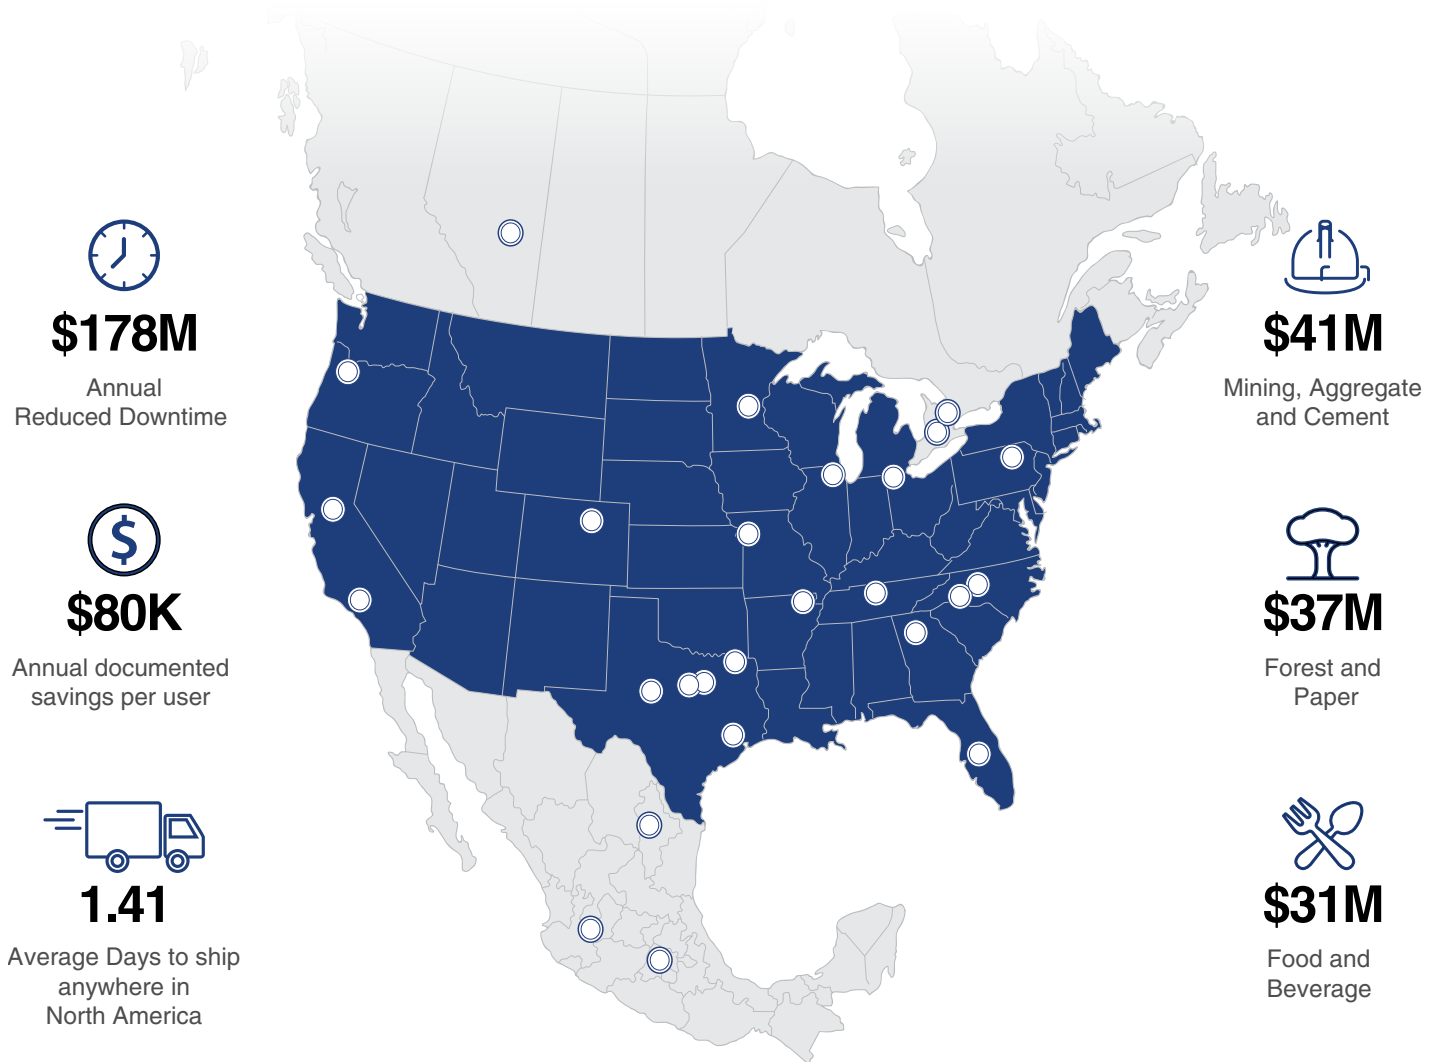 $178M
Annual
Reduced Downtime
$80K
Annual documented
savings per user
1.41
Average Days to ship
anywhere in
North America
$41M
Mining, Aggregate
and Cement
$37M
Forest and
Paper
$31M
Food and
Beverage